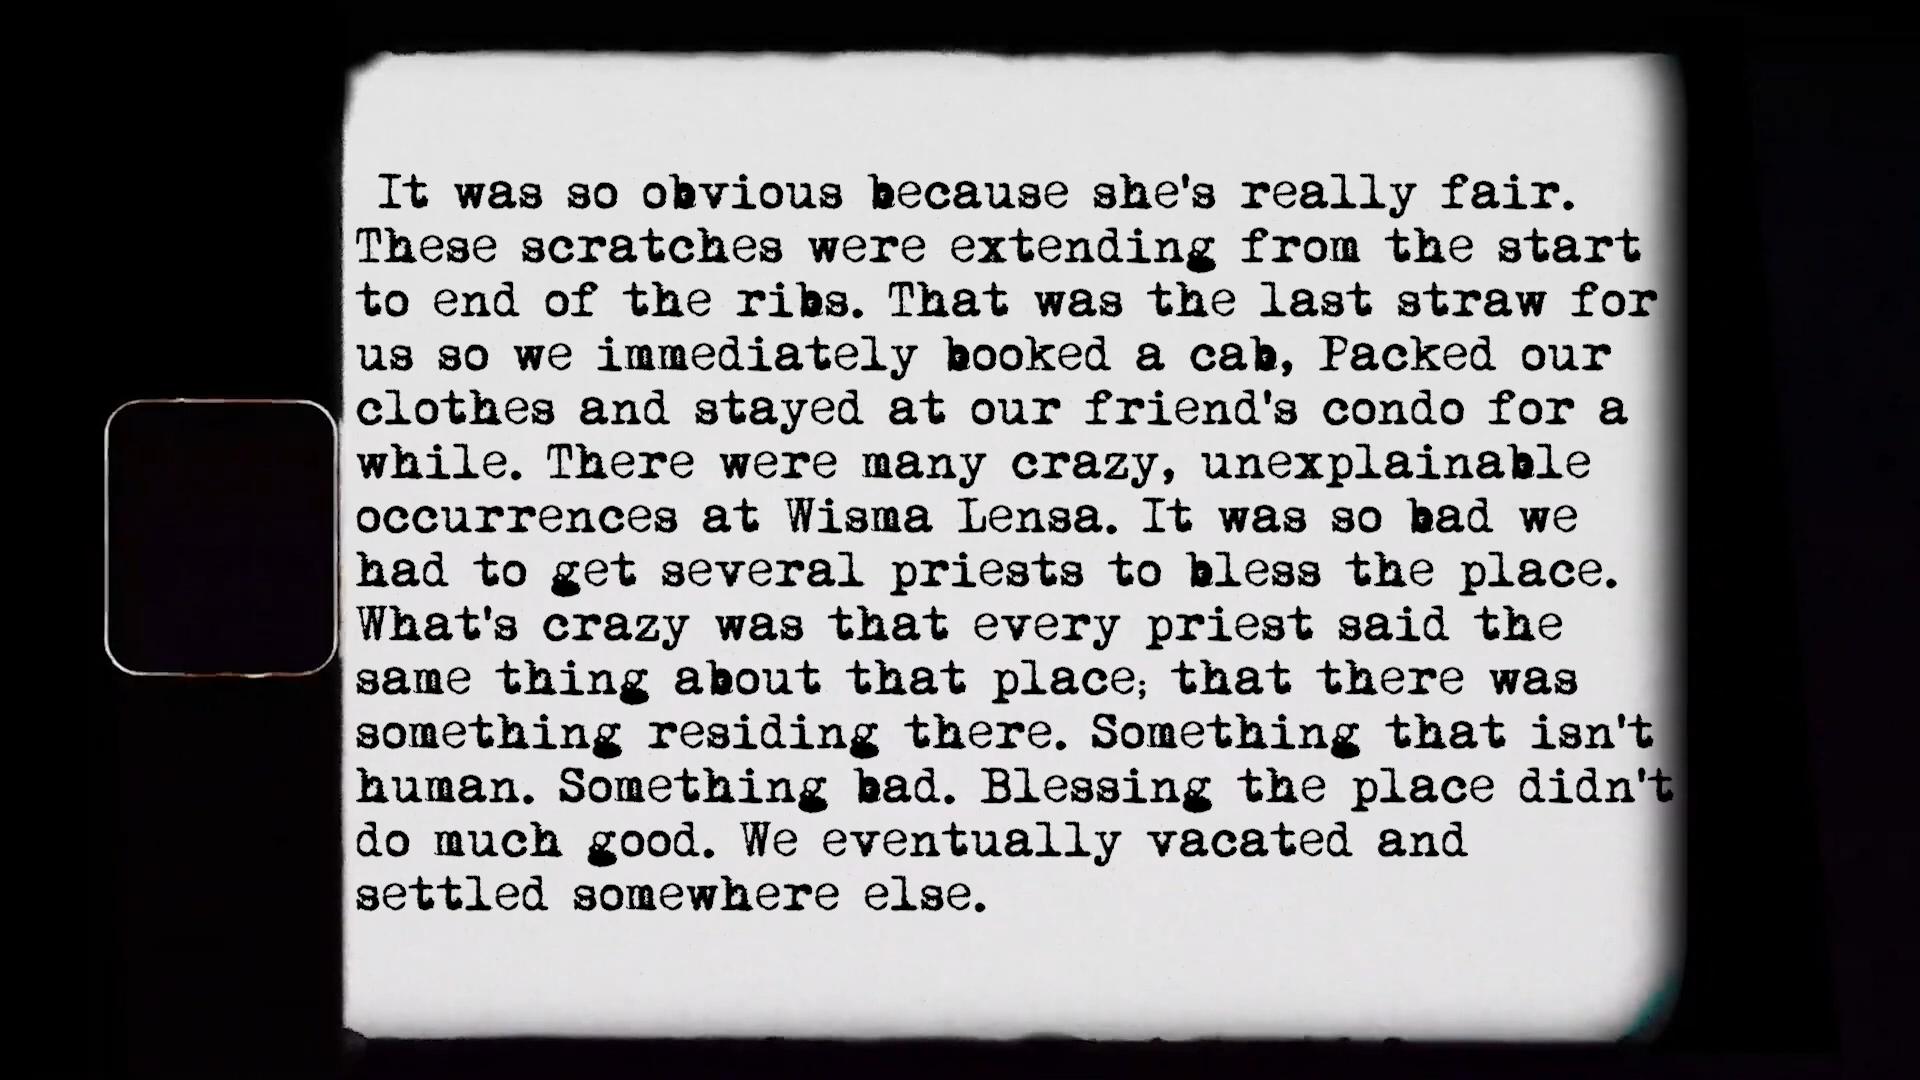 It was so obvious because she's really fair.
These scratches were extending from the start
to end of the ribs. That was the last straw for
us so we immediately booked a cab, Packed our
clothes and stayed at our friend's condo for a
while. There were many crazy, unexplainable
occurrences at Wisma Lensa. It was so bad we
had to get several priests to bless the place.
What's crazy was that every priest said the
same thing about that place; that there was
something residing there. Something that isn't
human. Something bad. Blessing the place didn't
do much good. We eventually vacated and
settled somewhere else.